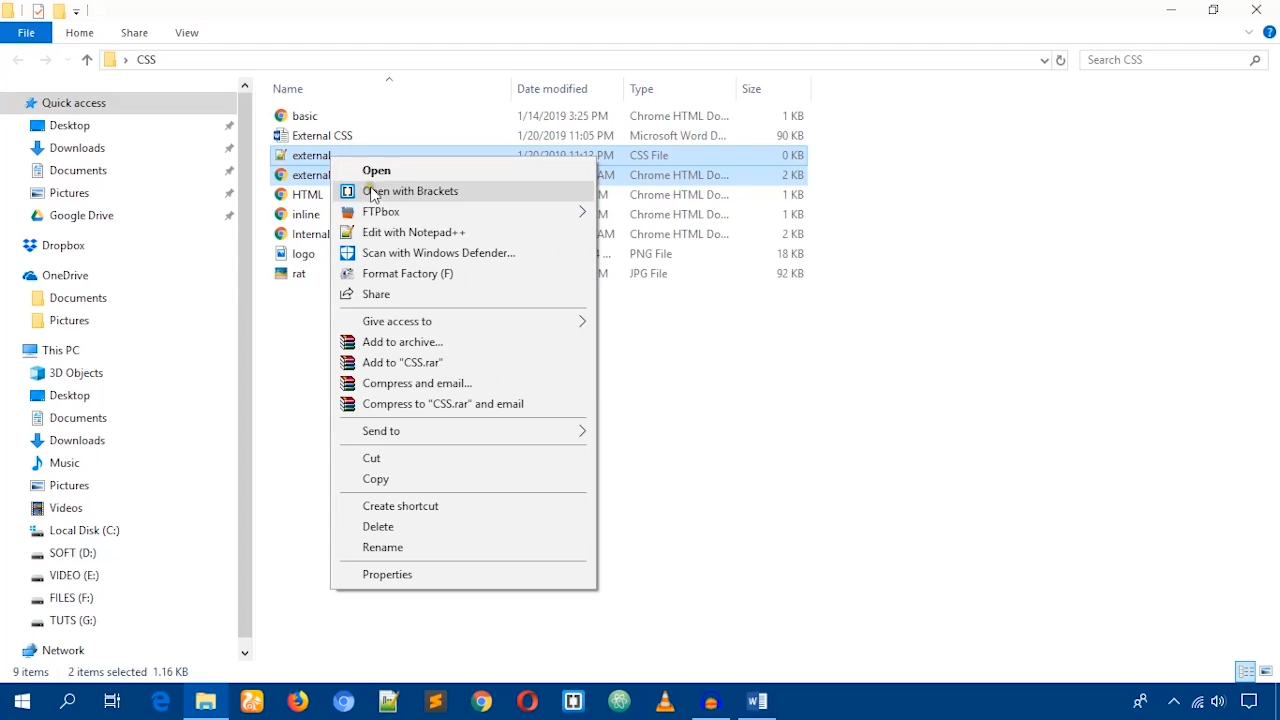 File Home Share View
CSS Search CSS
Name Date modified Type Size
Quick access
Desktop
Downloads
Documents
Pictures
Google Drive
Dropbox
OneDrive
Documents
Pictures
This PC
3D Objects
Desktop
Documents
Downloads
Music
Pictures
Videos
Local Disk (C:)
SOFT (D:)
VIDEO (E:)
FILES (F:)
TUTS (G:)
Network
basic 1/14/2019 3:25 PM Chrome HTML Do... 1 KB
External CSS 1/20/2019 11:05 PM Microsoft Word D... 90 KB
external 1/20/2019 11:13 PM CSS File 0 KB
external AM Chrome HTML Do... 2 KB
HTML M Chrome HTML Do... 1 KB
inline M Chrome HTML Do... 1 KB
Internal AM Chrome HTML Do... 2 KB
logo 4 ... PNG File 18 KB
rat M JPG File 92 KB
Open
Open with Brackets
FTPbox
Edit with Notepad++
Scan with Windows Defender...
Format Factory (F)
Share
Give access to
Add to archive...
Add to "CSS.rar"
Compress and email...
Compress to "CSS.rar" and email
Send to
Cut
Copy
Create shortcut
Delete
Rename
Properties
9 items 2 items selected 1.16 KB